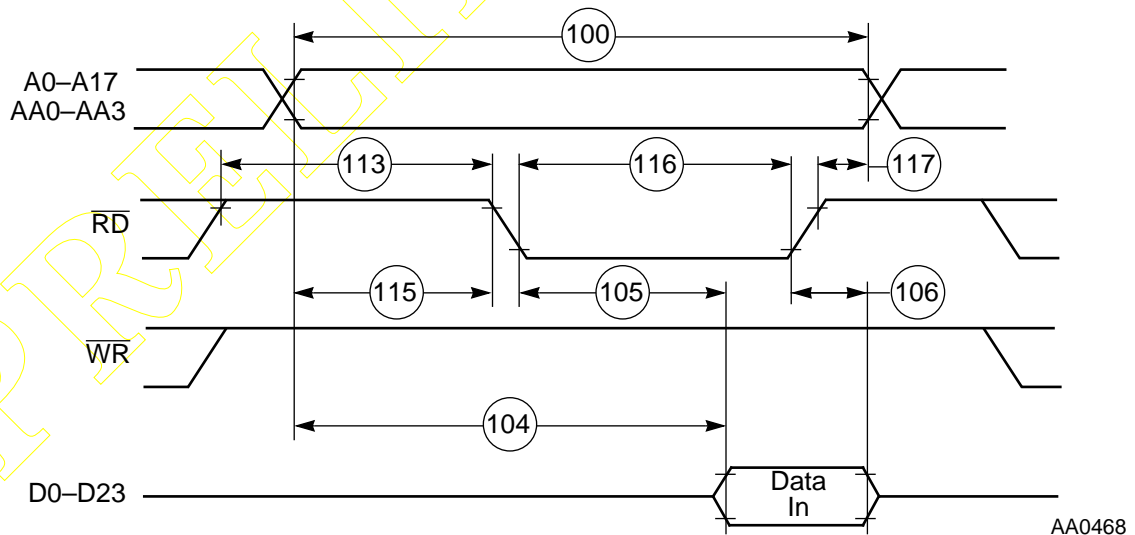 100
A0–A17
AA0–AA3
113
116
117
RD
115
105
106
WR
104
D0–D23
Data
In
AA0468
PRELI